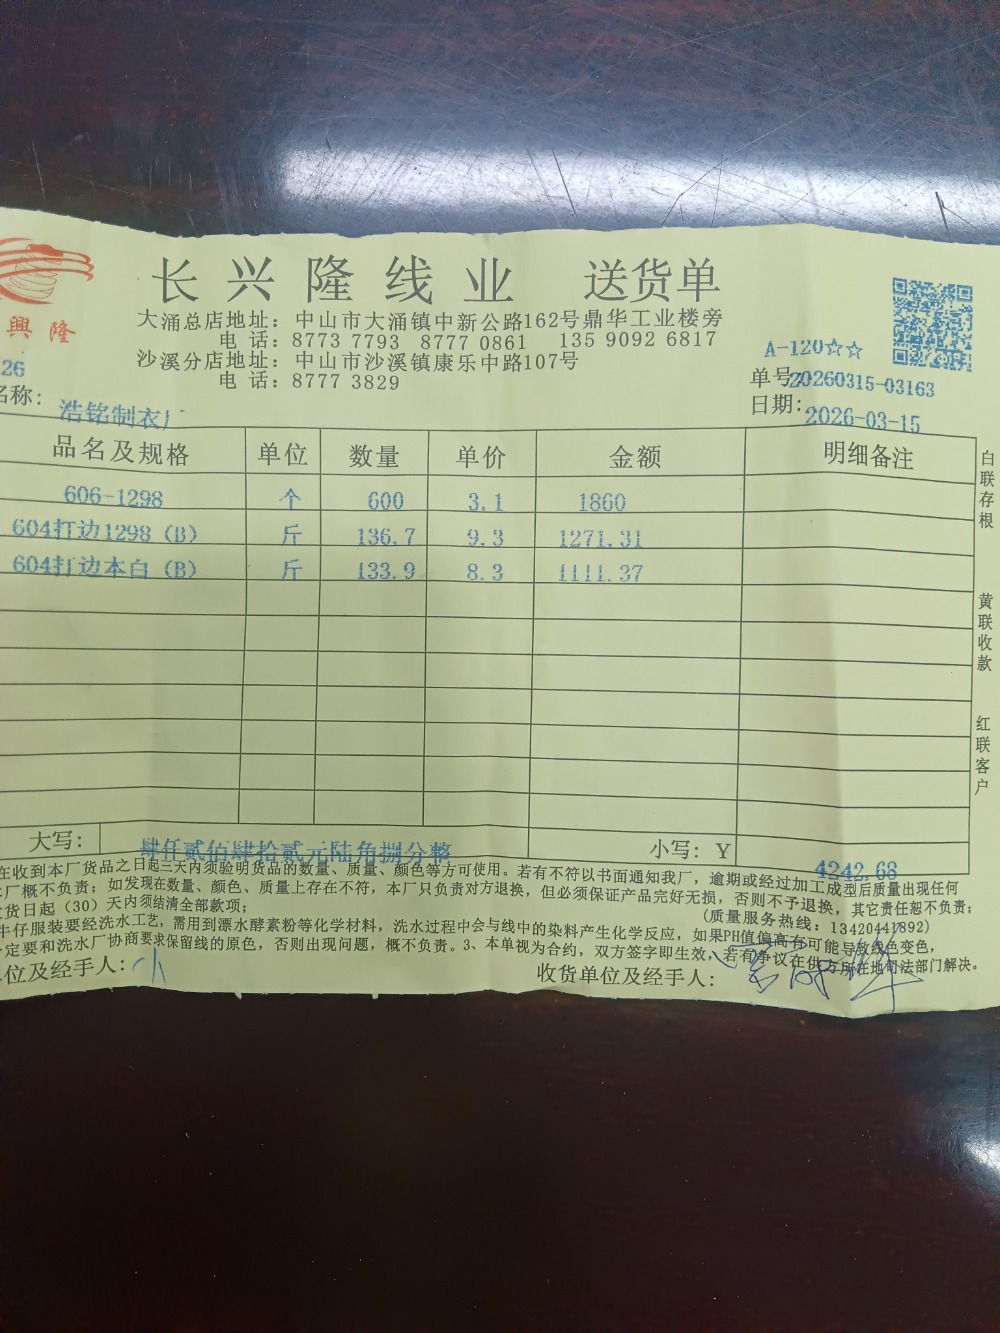 興隆
长兴隆线业 送货单
大涌总店地址：中山市大涌镇中新公路162号鼎华工业楼旁
电话：8773 7793 8777 0861 135 9092 6817
沙溪分店地址：中山市沙溪镇康乐中路107号
电话：8777 3829
A-120☆☆
单号：20260315-03163
日期：2026-03-15
26
名称：浩铭制衣厂
品名及规格 单位 数量 单价 金额 明细备注
606-1298 个 600 3.1 1860
604打边1298（B） 斤 136.7 9.3 1271.31
604打边本白（B） 斤 133.9 8.3 1111.37
白联存根
黄联收款
红联客户
大写：肆仟贰佰肆拾贰元陆角捌分整 小写：Y 4242.68
在收到本厂货品之日起三天内须验明货品的数量、质量、颜色等方可使用。若有不符以书面通知我厂，逾期或经过加工成型后质量出现任何
厂概不负责；如发现在数量、颜色、质量上存在不符，本厂只负责对方退换，但必须保证产品完好无损，否则不予退换，其它责任恕不负责；
货日起（30）天内须结清全部款项； (质量服务热线：13420441892)
牛仔服装要经洗水工艺，需用到漂水酵素粉等化学材料，洗水过程中会与线中的染料产生化学反应，如果PH值偏高有可能导致线色变色，
定要和洗水厂协商要求保留线的原色，否则出现问题，概不负责。3、本单视为合约，双方签字即生效，若有争议在供方所在地司法部门解决。
单位及经手人：小 收货单位及经手人：